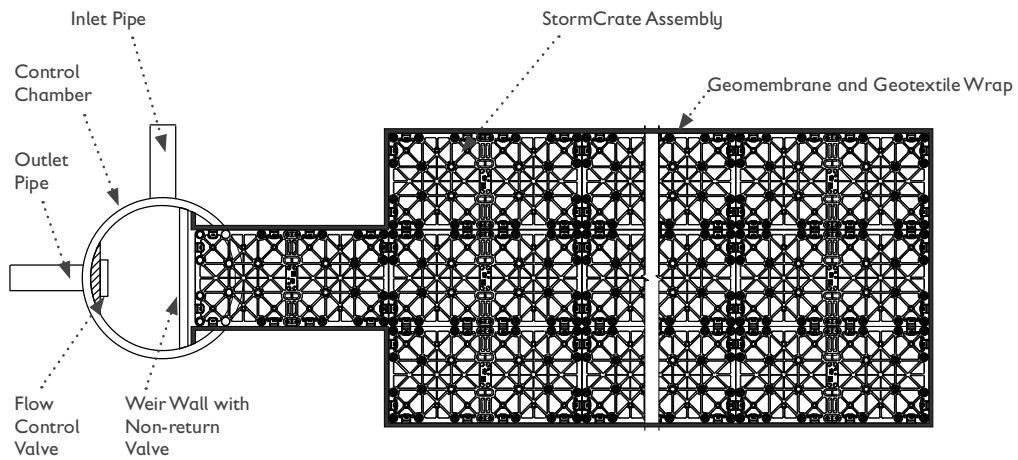 Inlet Pipe
StormCrate Assembly
Control
Chamber
Geomembrane and Geotextile Wrap
Outlet
Pipe
Flow
Control
Valve
Weir Wall with
Non-return
Valve